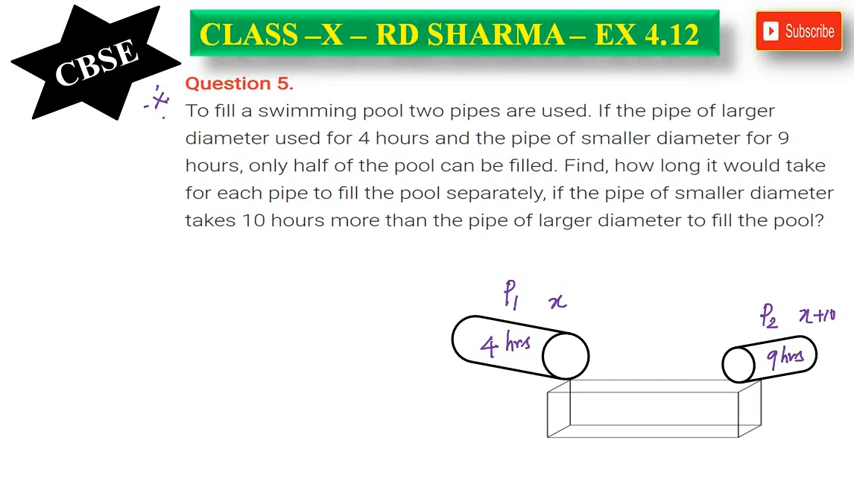 CBSE
CLASS –X – RD SHARMA – EX 4.12
Subscribe
Question 5.
To fill a swimming pool two pipes are used. If the pipe of larger
diameter used for 4 hours and the pipe of smaller diameter for 9
hours, only half of the pool can be filled. Find, how long it would take
for each pipe to fill the pool separately, if the pipe of smaller diameter
takes 10 hours more than the pipe of larger diameter to fill the pool?
P1 x
P2 x+10
4 hrs
9 hrs